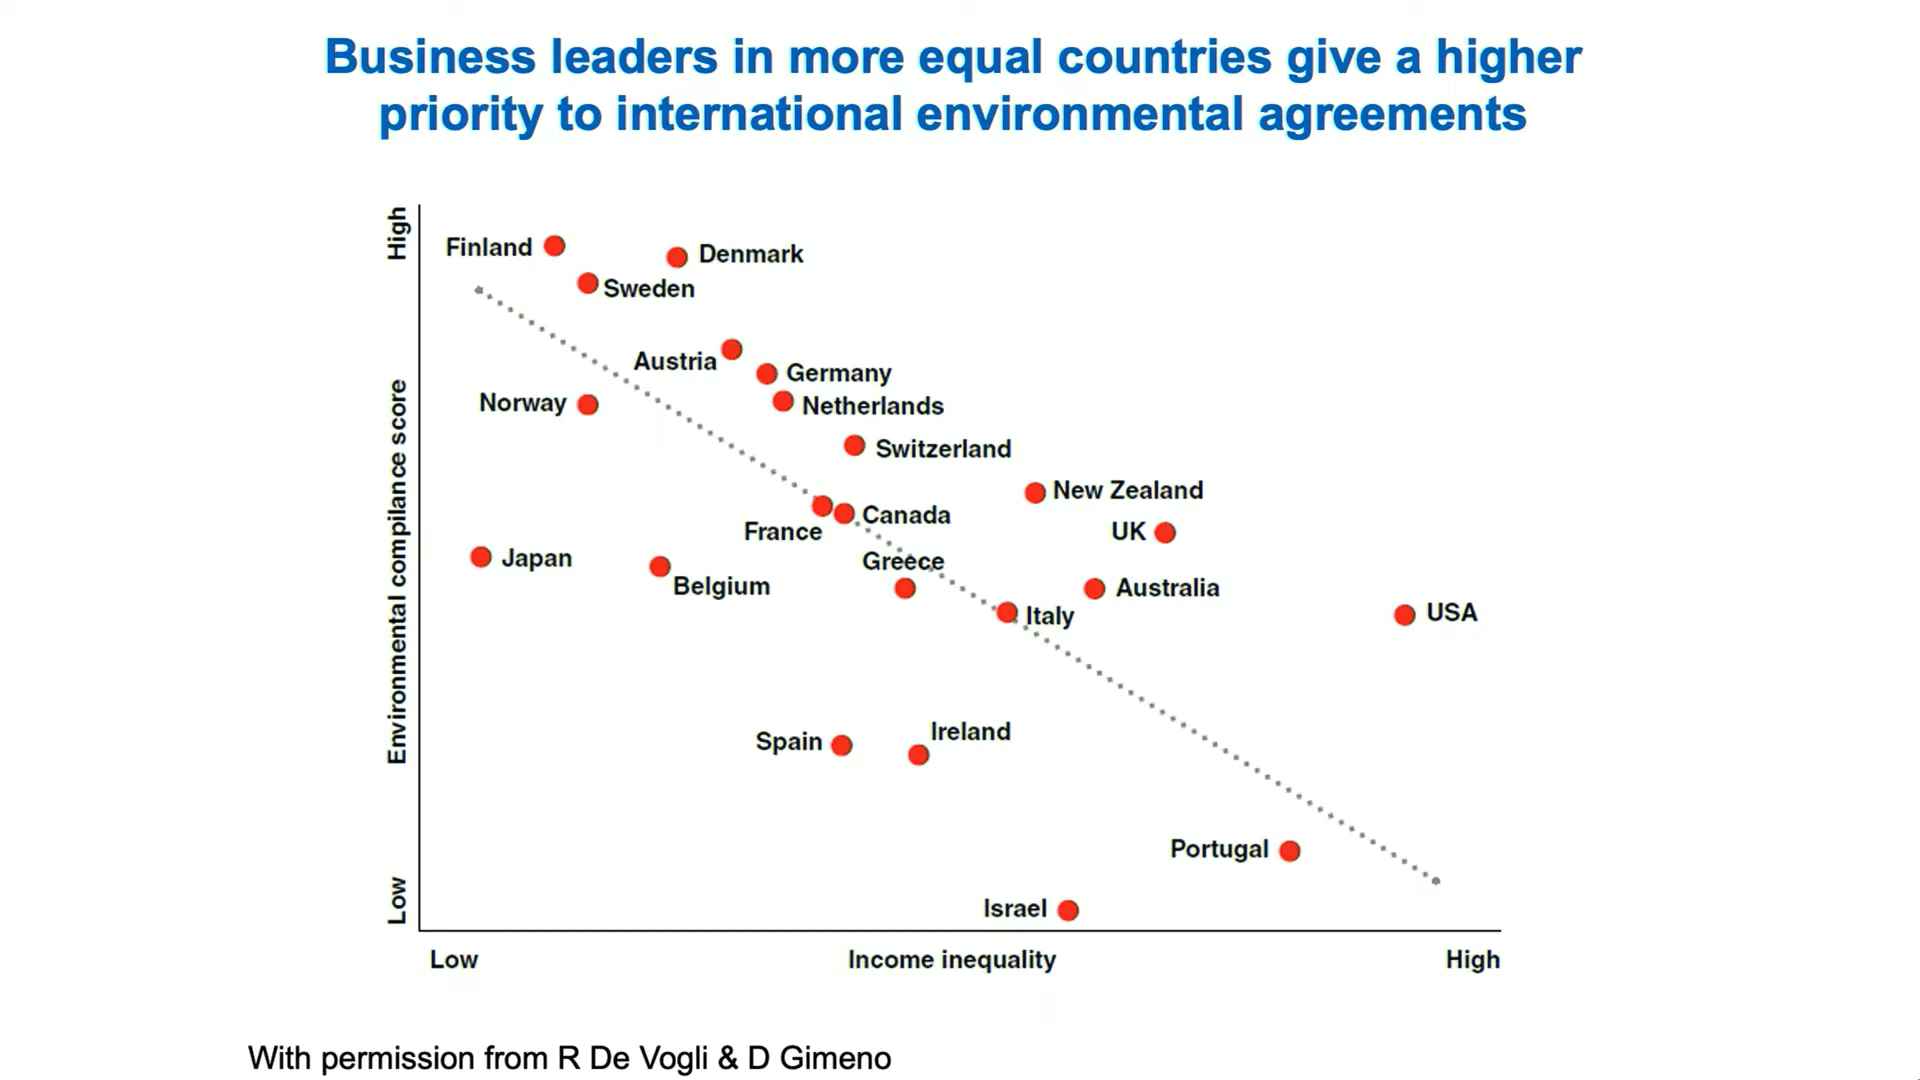 Business leaders in more equal countries give a higher
priority to international environmental agreements
High
Environmental compilance score
Low
Finland
Denmark
Sweden
Austria
Germany
Norway
Netherlands
Switzerland
New Zealand
Canada
France
UK
Japan
Greece
Belgium
Australia
Italy
USA
Spain
Ireland
Portugal
Israel
Low
Income inequality
High
With permission from R De Vogli & D Gimeno